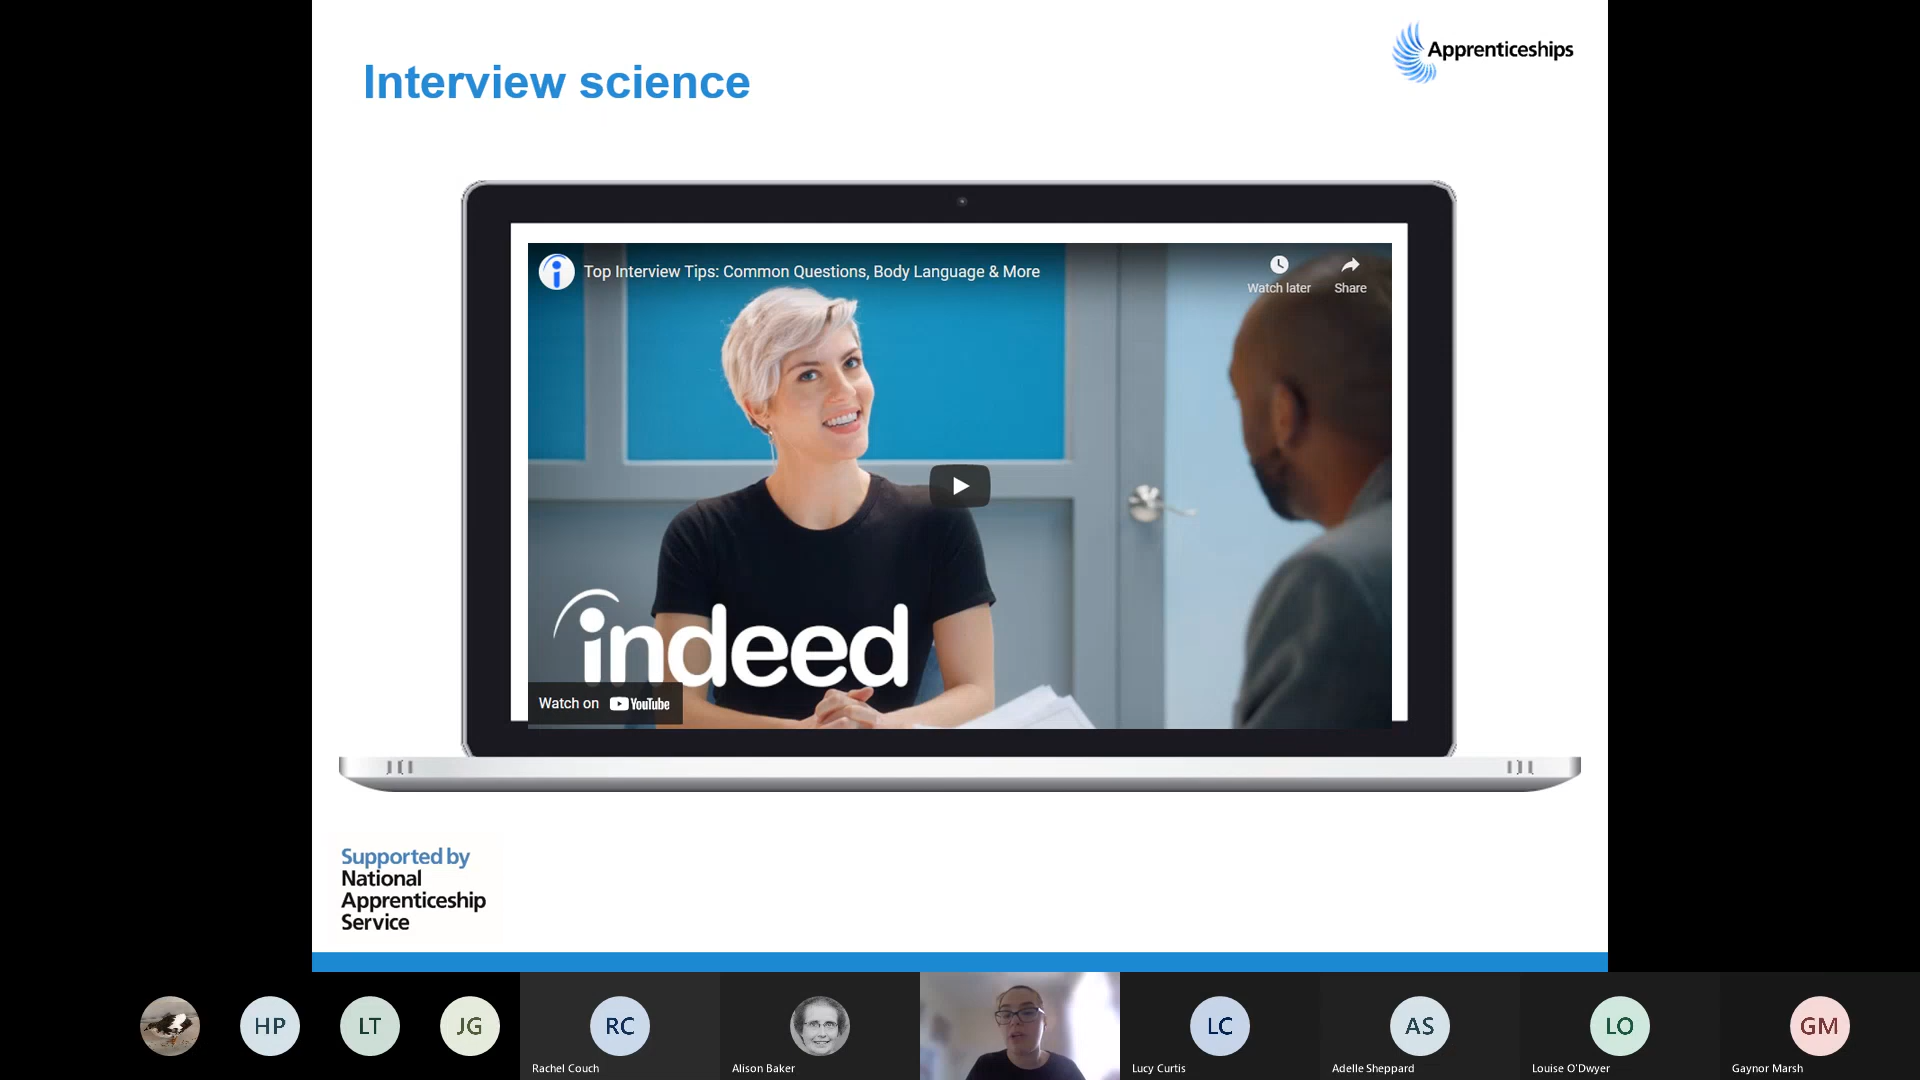 Interview science
Apprenticeships
Top Interview Tips: Common Questions, Body Language & More
Watch later
Share
indeed
Watch on YouTube
Supported by
National
Apprenticeship
Service
HP
LT
JG
RC
LC
AS
LO
GM
Rachel Couch
Alison Baker
Lucy Curtis
Adelle Sheppard
Louise O'Dwyer
Gaynor Marsh